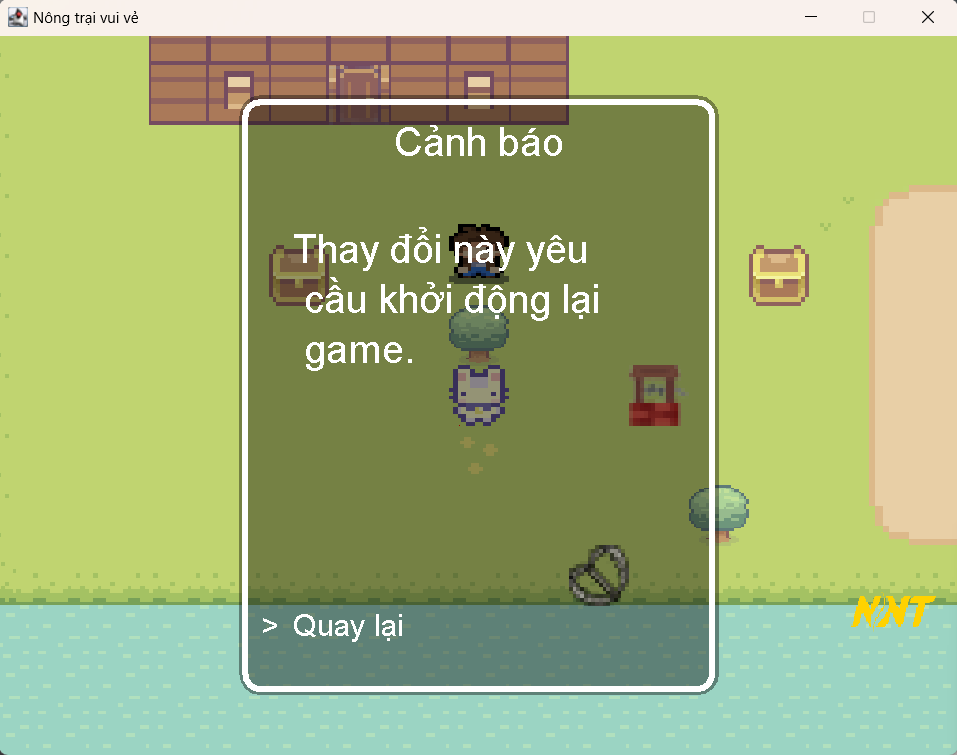 Nông trại vui vẻ
Cảnh báo
Thay đổi này yêu
cầu khởi động lại
game.
> Quay lại
NNT